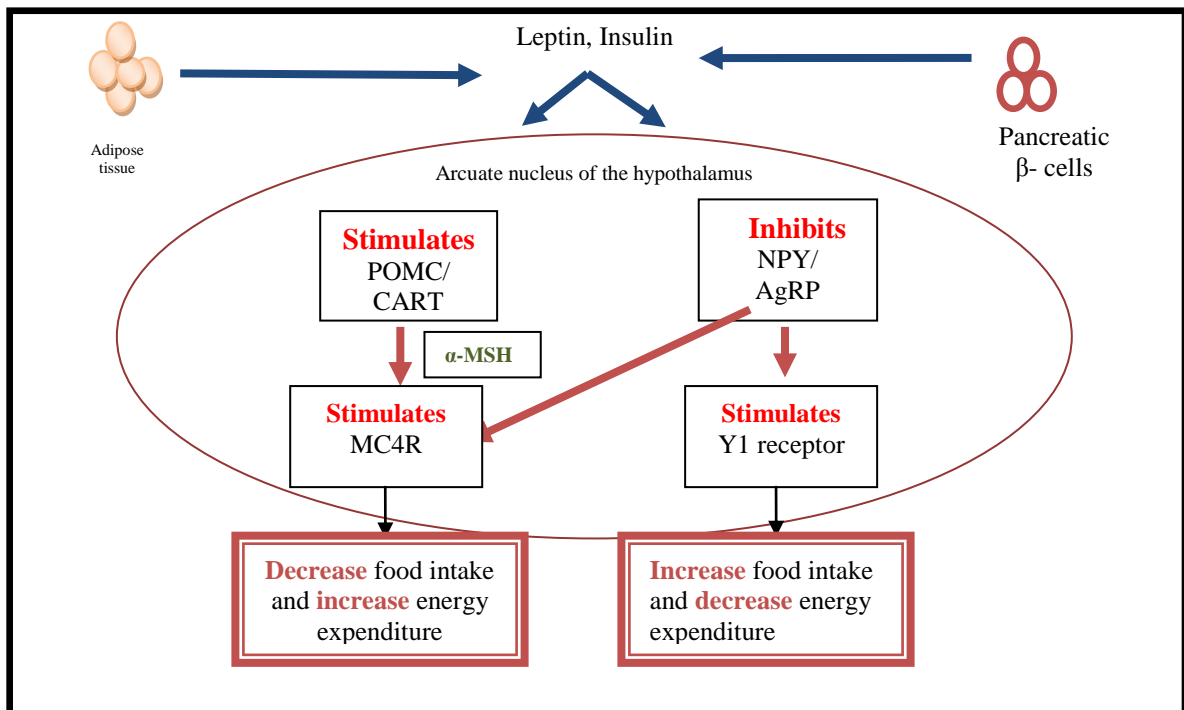 Leptin, Insulin
Adipose
tissue
Pancreatic
β- cells
Arcuate nucleus of the hypothalamus
Stimulates
POMC/
CART
Inhibits
NPY/
AgRP
α-MSH
Stimulates
MC4R
Stimulates
Y1 receptor
Decrease food intake
and increase energy
expenditure
Increase food intake
and decrease energy
expenditure